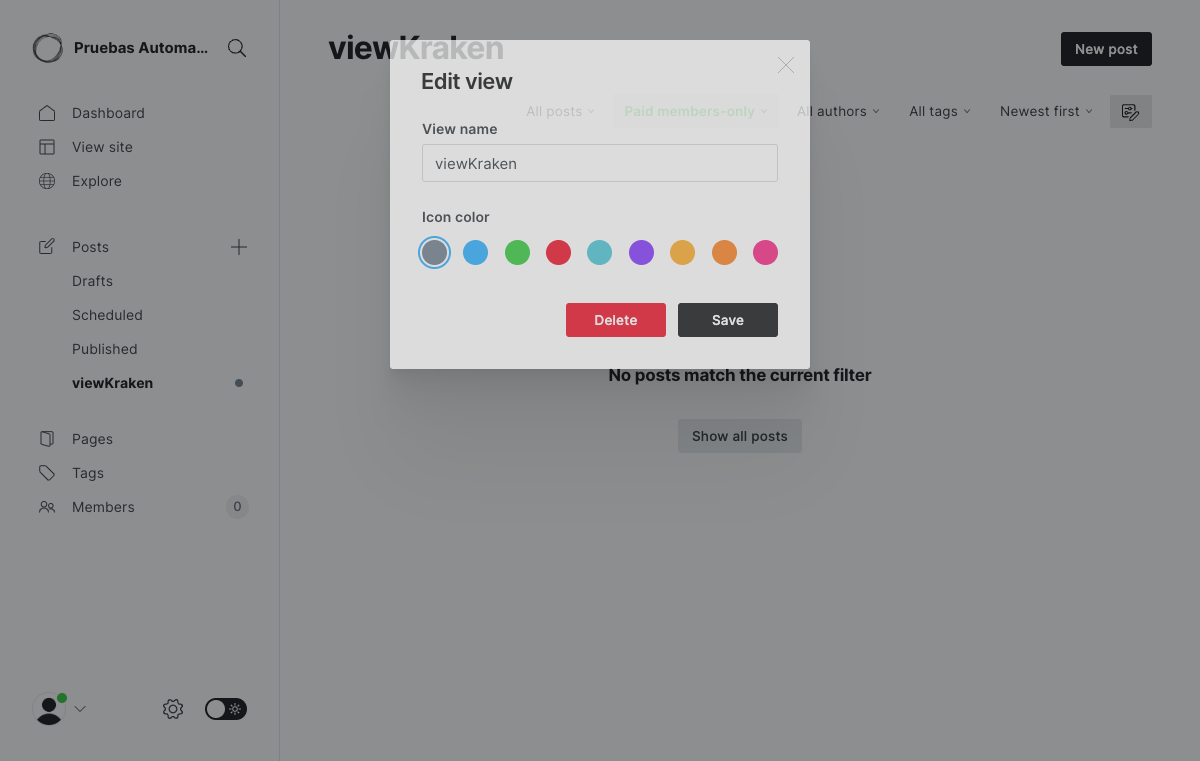 Pruebas Automa...
Dashboard
View site
Explore
Posts
Drafts
Scheduled
Published
viewKraken
Pages
Tags
Members
0
viewKraken
New post
All posts
Paid members-only
All authors
All tags
Newest first
Edit view
View name
viewKraken
Icon color
Delete
Save
No posts match the current filter
Show all posts